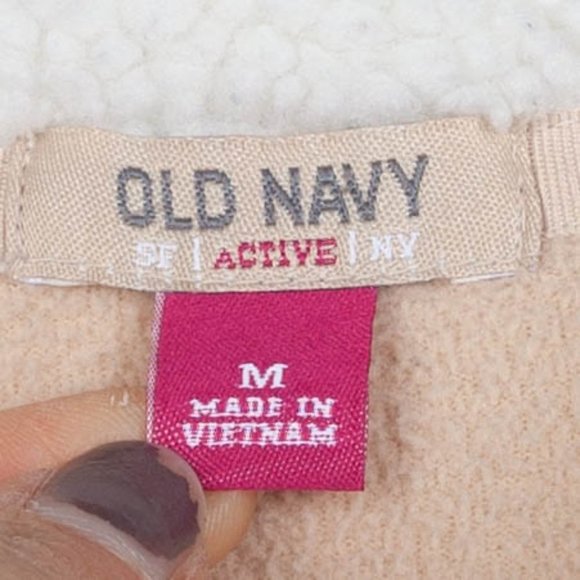 OLD NAVY
SF | ACTIVE | NY
M
MADE IN
VIETNAM